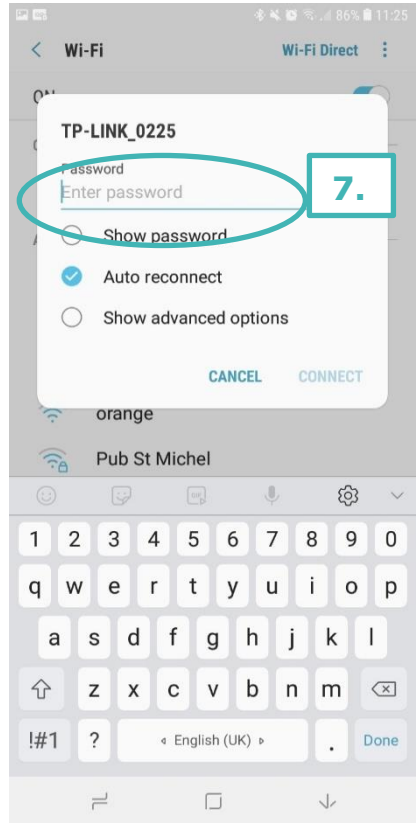 86% 11:25
Wi-Fi Wi-Fi Direct
TP-LINK_0225
Password
Enter password
7.
Show password
Auto reconnect
Show advanced options
CANCEL CONNECT
orange
Pub St Michel
1 2 3 4 5 6 7 8 9 0
q w e r t y u i o p
a s d f g h j k l
z x c v b n m
!#1 ? English (UK) . Done